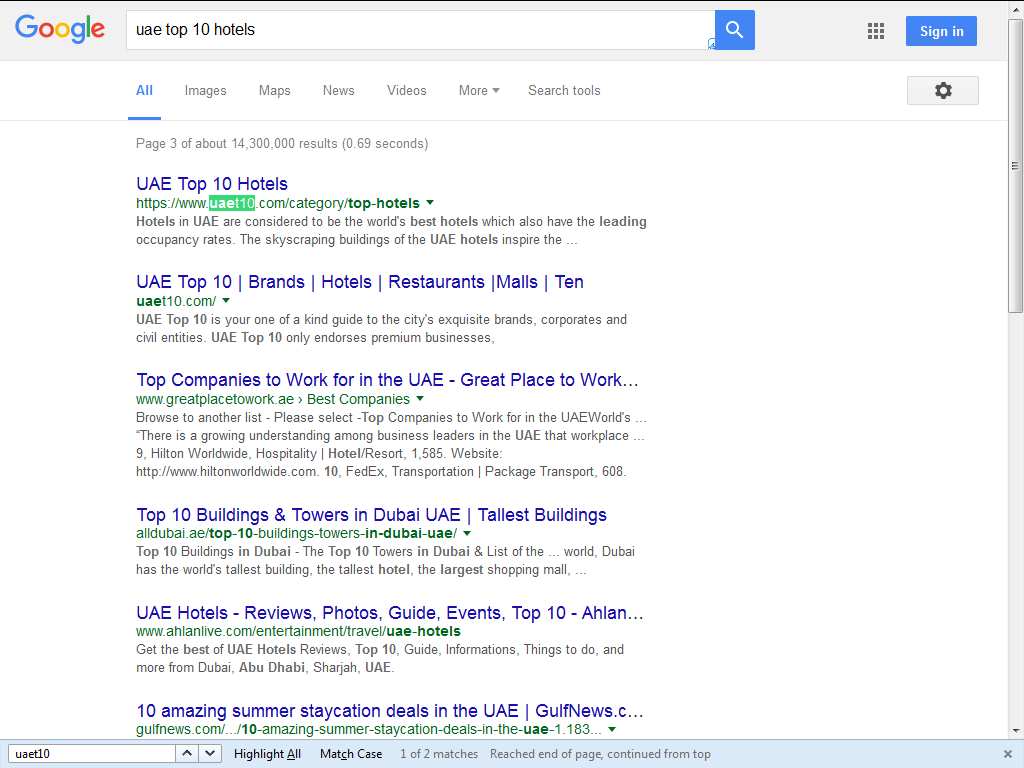 Google
uae top 10 hotels
Sign in
All Images Maps News Videos More Search tools
Page 3 of about 14,300,000 results (0.69 seconds)
UAE Top 10 Hotels
https://www.uaet10.com/category/top-hotels
Hotels in UAE are considered to be the world's best hotels which also have the leading
occupancy rates. The skyscraping buildings of the UAE hotels inspire the ...
UAE Top 10 | Brands | Hotels | Restaurants |Malls | Ten
uaet10.com/
UAE Top 10 is your one of a kind guide to the city's exquisite brands, corporates and
civil entities. UAE Top 10 only endorses premium businesses,
Top Companies to Work for in the UAE - Great Place to Work…
www.greatplacetowork.ae › Best Companies
Browse to another list - Please select -Top Companies to Work for in the UAEWorld's ...
“There is a growing understanding among business leaders in the UAE that workplace ...
9, Hilton Worldwide, Hospitality | Hotel/Resort, 1,585. Website:
http://www.hiltonworldwide.com. 10, FedEx, Transportation | Package Transport, 608.
Top 10 Buildings & Towers in Dubai UAE | Tallest Buildings
alldubai.ae/top-10-buildings-towers-in-dubai-uae/
Top 10 Buildings in Dubai - The Top 10 Towers in Dubai & List of the ... world, Dubai
has the world's tallest building, the tallest hotel, the largest shopping mall, ...
UAE Hotels - Reviews, Photos, Guide, Events, Top 10 - Ahlan…
www.ahlanlive.com/entertainment/travel/uae-hotels
Get the best of UAE Hotels Reviews, Top 10, Guide, Informations, Things to do, and
more from Dubai, Abu Dhabi, Sharjah, UAE.
10 amazing summer staycation deals in the UAE | GulfNews.c…
gulfnews.com/.../10-amazing-summer-staycation-deals-in-the-uae-1.183...
uaet10 Highlight All Match Case 1 of 2 matches Reached end of page, continued from top